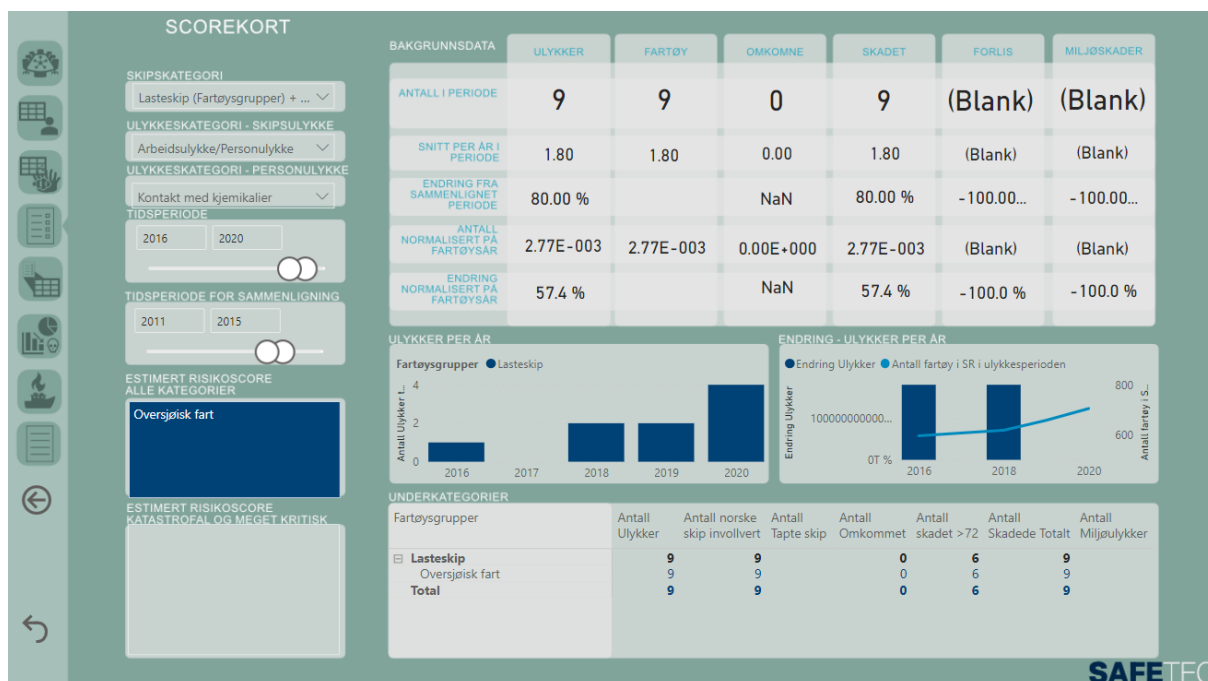 SCOREKORT
SKIPSKATEGORI
Lasteskip (Fartøysgrupper) + ...
ULYKKESKATEGORI - SKIPSULYKKE
Arbeidsulykke/Personulykke
ULYKKESKATEGORI - PERSONULYKKE
Kontakt med kjemikalier
TIDSPERIODE
2016 2020
TIDSPERIODE FOR SAMMENLIGNING
2011 2015
ESTIMERT RISIKOSCORE
ALLE KATEGORIER
Oversjøisk fart
ESTIMERT RISIKOSCORE
KATASTROFAL OG MEGET KRITISK
BAKGRUNNSDATA ULYKKER FARTØY OMKOMNE SKADET FORLIS MILJØSKADER
ANTALL I PERIODE 9 9 0 9 (Blank) (Blank)
SNITT PER ÅR I
PERIODE 1.80 1.80 0.00 1.80 (Blank) (Blank)
ENDRING FRA
SAMMENLIGNET
PERIODE 80.00 % NaN 80.00 % -100.00... -100.00...
ANTALL
NORMALISERT PÅ
FARTØYSÅR 2.77E-003 2.77E-003 0.00E+000 2.77E-003 (Blank) (Blank)
ENDRING
NORMALISERT PÅ
FARTØYSÅR 57.4 % NaN 57.4 % -100.0 % -100.0 %
ULYKKER PER ÅR
Fartøysgrupper Lasteskip
Antall Ulykker t...
4
2
0
2016 2017 2018 2019 2020
ENDRING - ULYKKER PER ÅR
Endring Ulykker Antall fartøy i SR i ulykkesperioden
Endring Ulykker
100000000000...
0T %
800
600
Antall fartøy i S...
2016 2018 2020
UNDERKATEGORIER
Fartøysgrupper Antall Antall norske Antall Antall Antall Antall Antall
Ulykker skip involvert Tapte skip Omkommet skadet >72 Skadede Totalt Miljøulykker
Lasteskip 9 9 0 6 9
Oversjøisk fart 9 9 0 6 9
Total 9 9 0 6 9
SAFETEC